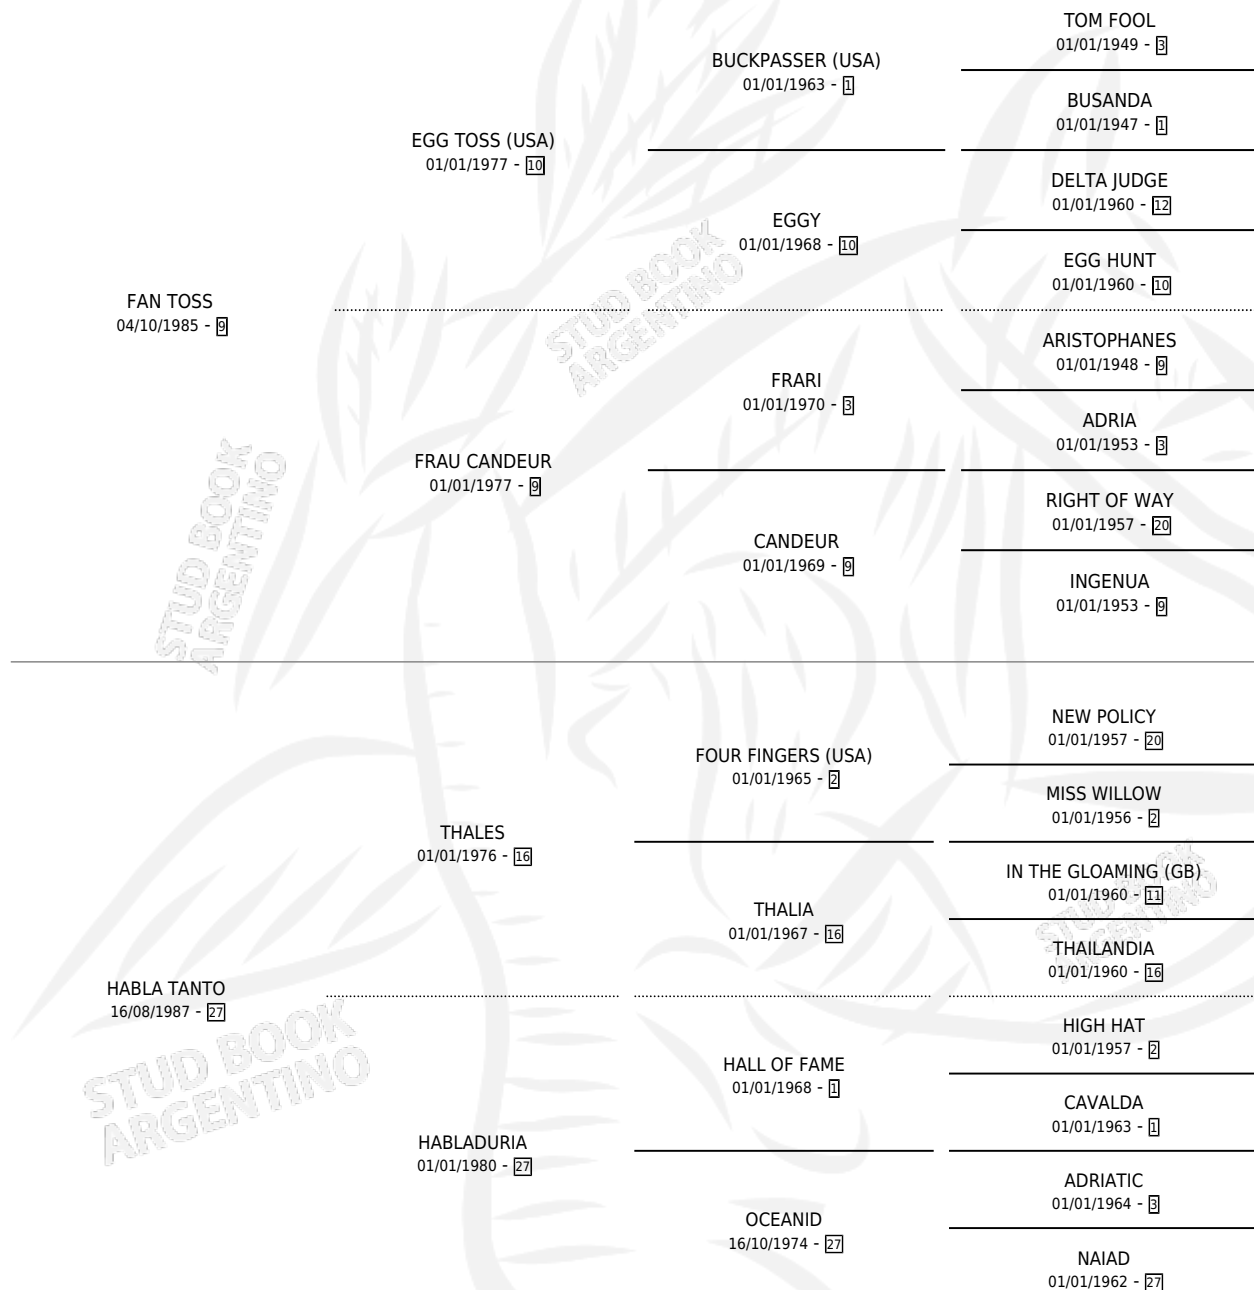 TOM FOOL
01/01/1949 - 3
BUCKPASSER (USA)
01/01/1963 - 1
BUSANDA
01/01/1947 - 1
EGG TOSS (USA)
01/01/1977 - 10
DELTA JUDGE
01/01/1960 - 12
EGGY
01/01/1968 - 10
EGG HUNT
01/01/1960 - 10
FAN TOSS
04/10/1985 - 9
ARISTOPHANES
01/01/1948 - 9
FRARI
01/01/1970 - 3
ADRIA
01/01/1953 - 3
FRAU CANDEUR
01/01/1977 - 9
RIGHT OF WAY
01/01/1957 - 20
CANDEUR
01/01/1969 - 9
INGENUA
01/01/1953 - 9
NEW POLICY
01/01/1957 - 20
FOUR FINGERS (USA)
01/01/1965 - 2
MISS WILLOW
01/01/1956 - 2
THALES
01/01/1976 - 16
IN THE GLOAMING (GB)
01/01/1960 - 11
THALIA
01/01/1967 - 16
THAILANDIA
01/01/1960 - 16
HABLA TANTO
16/08/1987 - 27
HIGH HAT
01/01/1957 - 2
HALL OF FAME
01/01/1968 - 1
CAVALDA
01/01/1963 - 1
HABLADURIA
01/01/1980 - 27
ADRIATIC
01/01/1964 - 3
OCEANID
16/10/1974 - 27
NAIAD
01/01/1962 - 27
STUD BOOK
ARGENTINO
STUD BOOK
ARGENTINO
STUD BOOK
ARGENTINO
STUD BOOK
ARGENTINO